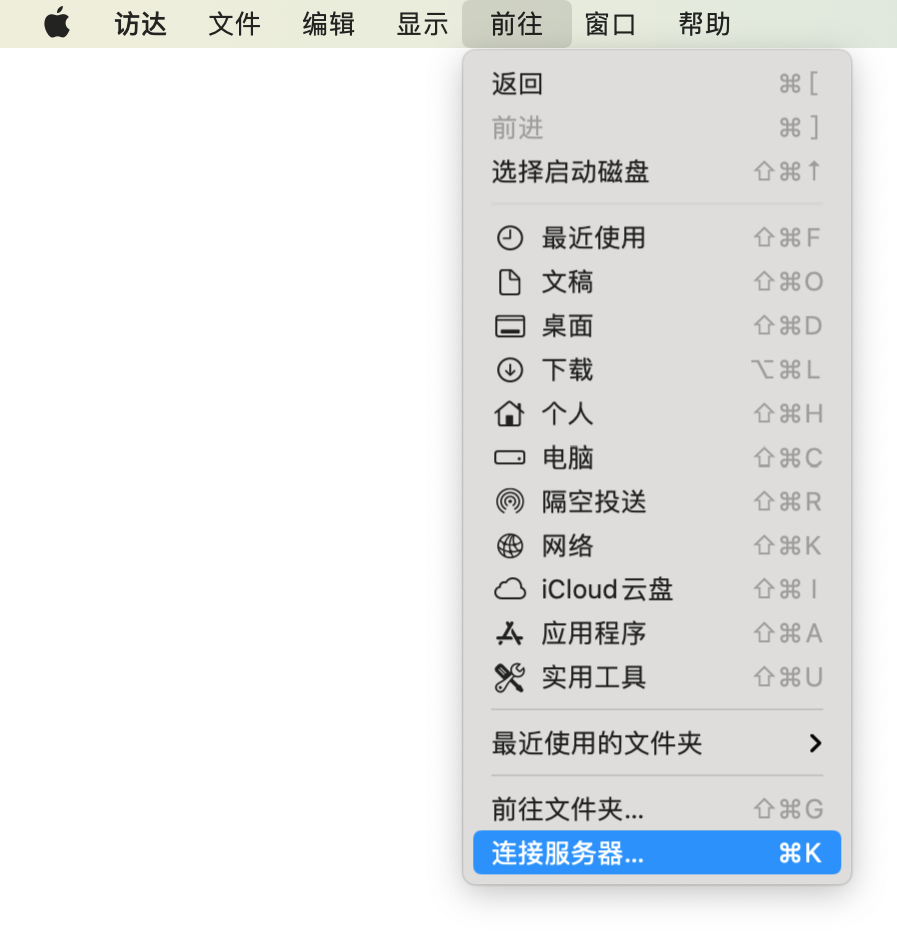 访达 文件 编辑 显示 前往 窗口 帮助
返回 ⌘[
前进 ⌘]
选择启动磁盘 ⇧⌘↑
最近使用 ⇧⌘F
文稿 ⇧⌘O
桌面 ⇧⌘D
下载 ⌥⌘L
个人 ⇧⌘H
电脑 ⇧⌘C
隔空投送 ⇧⌘R
网络 ⇧⌘K
iCloud云盘 ⇧⌘I
应用程序 ⇧⌘A
实用工具 ⇧⌘U
最近使用的文件夹
前往文件夹... ⇧⌘G
连接服务器... ⌘K